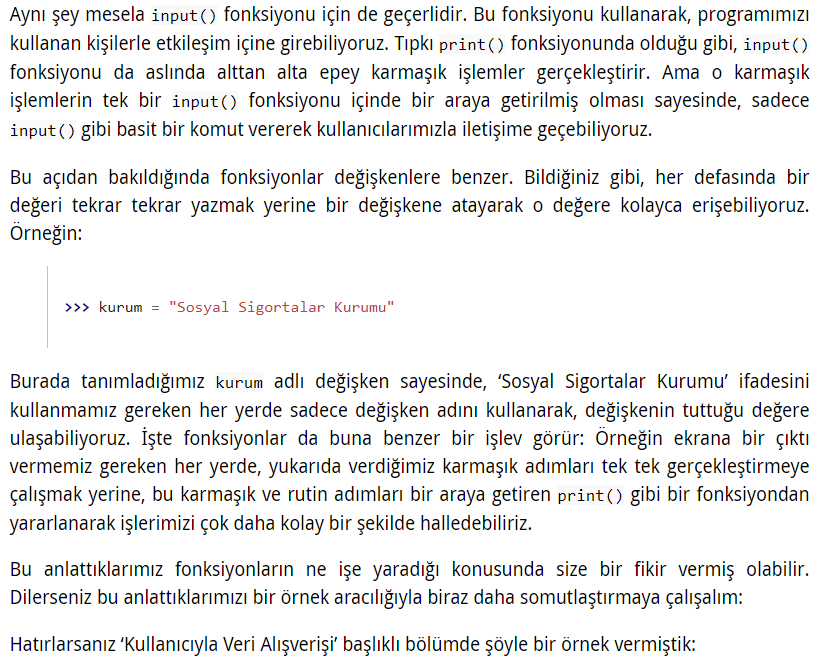 Aynı şey mesela input() fonksiyonu için de geçerlidir. Bu fonksiyonu kullanarak, programımızı
kullanan kişilerle etkileşim içine girebiliyoruz. Tıpkı print() fonksiyonunda olduğu gibi, input()
fonksiyonu da aslında alttan alta epey karmaşık işlemler gerçekleştirir. Ama o karmaşık
işlemlerin tek bir input() fonksiyonu içinde bir araya getirilmiş olması sayesinde, sadece
input() gibi basit bir komut vererek kullanıcılarımızla iletişime geçebiliyoruz.
Bu açıdan bakıldığında fonksiyonlar değişkenlere benzer. Bildiğiniz gibi, her defasında bir
değeri tekrar tekrar yazmak yerine bir değişkene atayarak o değere kolayca erişebiliyoruz.
Örneğin:
>>> kurum = "Sosyal Sigortalar Kurumu"
Burada tanımladığımız kurum adlı değişken sayesinde, ‘Sosyal Sigortalar Kurumu’ ifadesini
kullanmamız gereken her yerde sadece değişken adını kullanarak, değişkenin tuttuğu değere
ulaşabiliyoruz. İşte fonksiyonlar da buna benzer bir işlev görür: Örneğin ekrana bir çıktı
vermemiz gereken her yerde, yukarıda verdiğimiz karmaşık adımları tek tek gerçekleştirmeye
çalışmak yerine, bu karmaşık ve rutin adımları bir araya getiren print() gibi bir fonksiyondan
yararlanarak işlerimizi çok daha kolay bir şekilde halledebiliriz.
Bu anlattıklarımız fonksiyonların ne işe yaradığı konusunda size bir fikir vermiş olabilir.
Dilerseniz bu anlattıklarımızı bir örnek aracılığıyla biraz daha somutlaştırmaya çalışalım:
Hatırlarsanız ‘Kullanıcıyla Veri Alışverişi’ başlıklı bölümde şöyle bir örnek vermiştik: